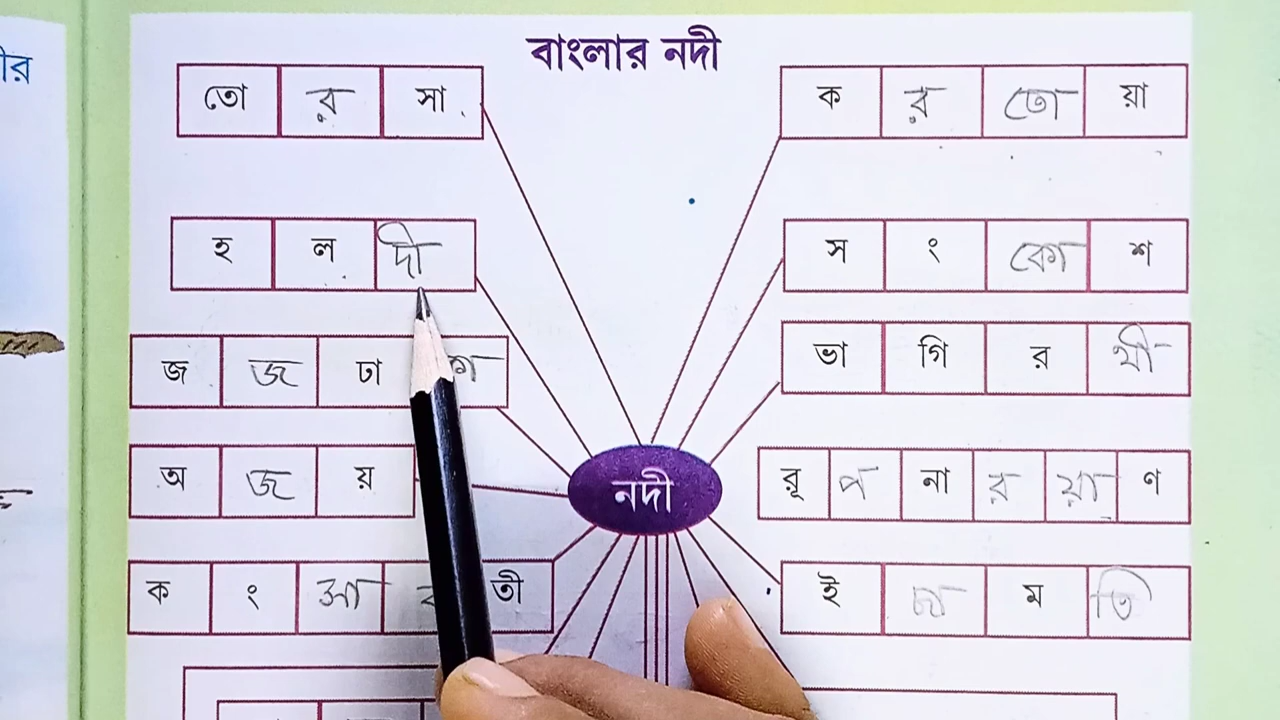 ীর
বাংলার নদী
তো র সা
ক র তো য়া
হ ল দী
স ং কো শ
জ জ ঢা কা
ভা গি র থী
অ জ য়
নদী
রূ প না র য়া ণ
ক ং সা ব তী
ই ছা ম তি